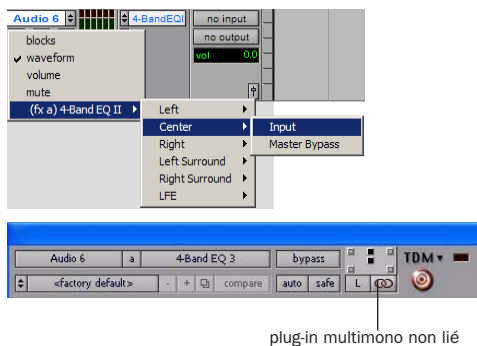 Audio 6 4-BandEQI no input
no output
vol 0.0
blocks
waveform
volume
mute
(fx a) 4-Band EQ II
Left
Center
Right
Left Surround
Right Surround
LFE
Input
Master Bypass
Audio 6 a 4-Band EQ 3 bypass TDM
<factory default> - + compare auto safe L
plug-in multimono non lié